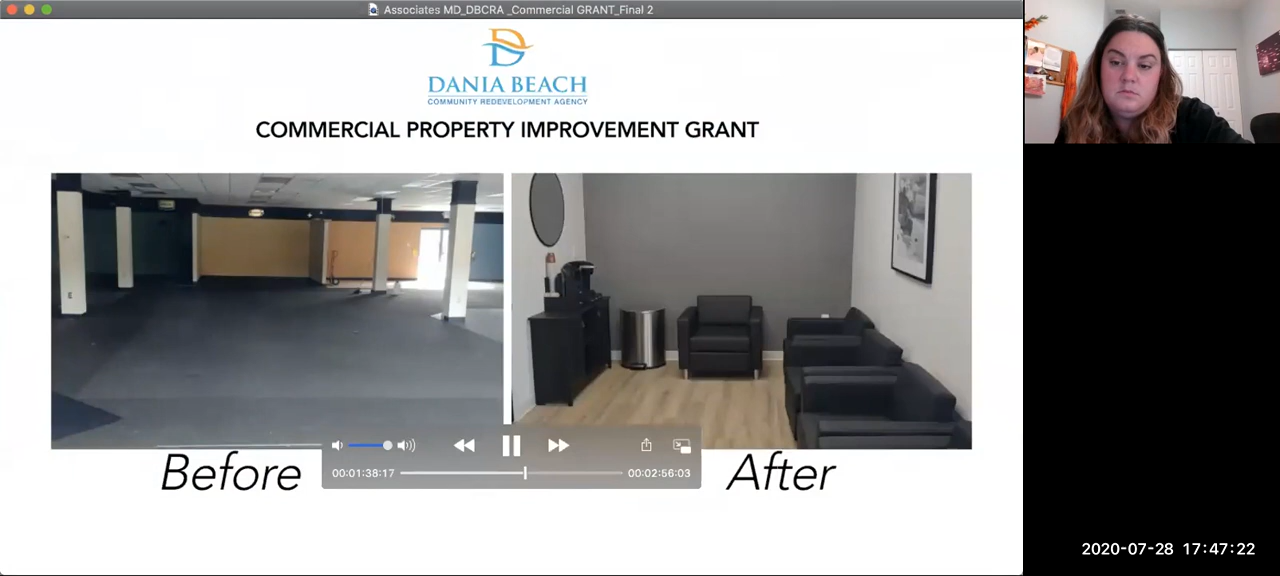 Associates MD_DBCRA _Commercial GRANT_Final 2
DANIA BEACH
COMMUNITY REDEVELOPMENT AGENCY
COMMERCIAL PROPERTY IMPROVEMENT GRANT
00:01:38:17
00:02:56:03
Before
After
2020-07-28 17:47:22